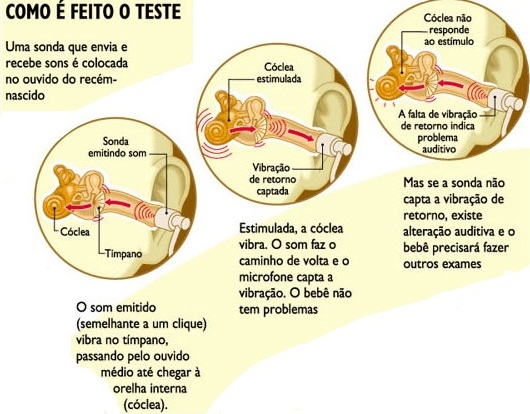 COMO É FEITO O TESTE
Uma sonda que envia e
recebe sons é colocada
no ouvido do recém-
nascido
Sonda
emitindo som
Cóclea
Tímpano
O som emitido
(semelhante a um clique)
vibra no tímpano,
passando pelo ouvido
médio até chegar à
orelha interna
(cóclea).
Cóclea
estimulada
Vibração
de retorno
captada
Estimulada, a cóclea
vibra. O som faz o
caminho de volta e o
microfone capta a
vibração. O bebê não
tem problemas
Cóclea não
responde
ao estímulo
A falta de vibração
de retorno indica
problema
auditivo
Mas se a sonda não
capta a vibração de
retorno, existe
alteração auditiva e o
bebê precisará fazer
outros exames